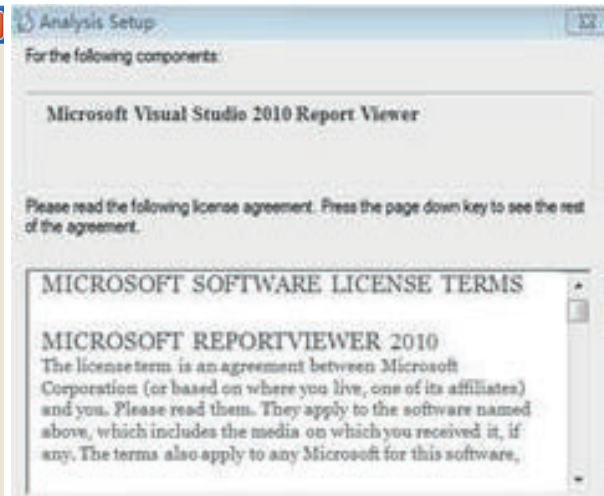 Analysis Setup
For the following components:
Microsoft Visual Studio 2010 Report Viewer
Please read the following license agreement. Press the page down key to see the rest
of the agreement.
MICROSOFT SOFTWARE LICENSE TERMS
MICROSOFT REPORTVIEWER 2010
The license term is an agreement between Microsoft
Corporation (or based on where you live, one of its affiliates)
and you. Please read them. They apply to the software named
above, which includes the media on which you received it, if
any. The terms also apply to any Microsoft for this software,